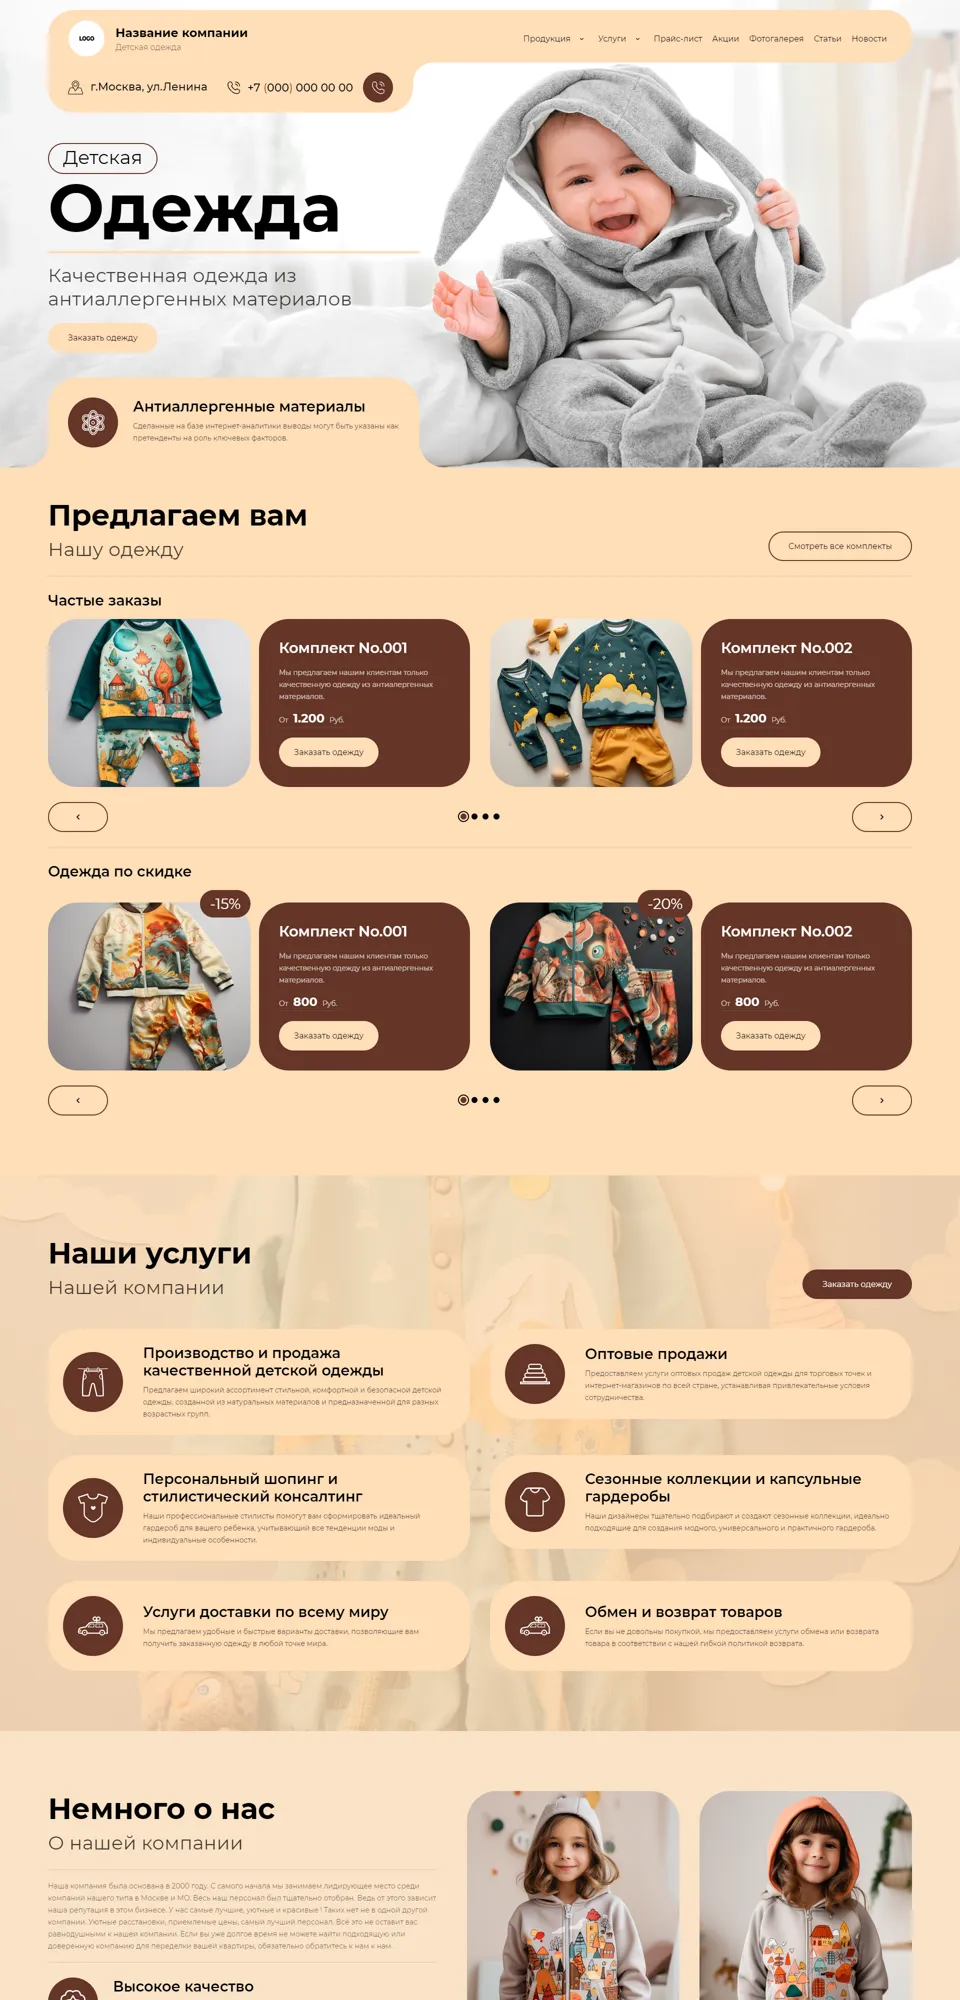 LOGO
Название компании
Детская одежда
Продукция
Услуги
Прайс-лист
Акции
Фотогалерея
Статьи
Новости
г.Москва, ул.Ленина
+7 (000) 000 00 00
Детская
Одежда
Качественная одежда из
антиаллергенных материалов
Заказать одежду
Антиаллергенные материалы
Сделанные на базе интернет-аналитики выводы могут быть указаны как
претенденты на роль ключевых факторов.
Предлагаем вам
Нашу одежду
Смотреть все комплекты
Частые заказы
Комплект No.001
Мы предлагаем нашим клиентам только
качественную одежду из антиалергенных
материалов.
От 1.200 Руб.
Заказать одежду
Комплект No.002
Мы предлагаем нашим клиентам только
качественную одежду из антиалергенных
материалов.
От 1.200 Руб.
Заказать одежду
Одежда по скидке
-15%
Комплект No.001
Мы предлагаем нашим клиентам только
качественную одежду из антиалергенных
материалов.
От 800 Руб.
Заказать одежду
-20%
Комплект No.002
Мы предлагаем нашим клиентам только
качественную одежду из антиалергенных
материалов.
От 800 Руб.
Заказать одежду
Наши услуги
Нашей компании
Заказать одежду
Производство и продажа
качественной детской одежды
Предлагаем широкий ассортимент стильной, комфортной и безопасной детской
одежды, созданной из натуральных материалов и предназначенной для разных
возрастных групп.
Оптовые продажи
Предоставляем услуги оптовых продаж детской одежды для торговых точек и
интернет-магазинов по всей стране, устанавливая привлекательные условия
сотрудничества.
Персональный шопинг и
стилистический консалтинг
Наши профессиональные стилисты помогут вам сформировать идеальный
гардероб для вашего ребенка, учитывающий все тенденции моды и
индивидуальные особенности.
Сезонные коллекции и капсульные
гардеробы
Наши дизайнеры тщательно подбирают и создают сезонные коллекции, идеально
подходящие для создания модного, универсального и практичного гардероба.
Услуги доставки по всему миру
Мы предлагаем удобные и быстрые варианты доставки, позволяющие вам
получить заказанную одежду в любой точке мира.
Обмен и возврат товаров
Если вы не довольны покупкой, мы предоставляем услуги обмена или возврата
товара в соответствии с нашей гибкой политикой возврата.
Немного о нас
О нашей компании
Наша компания была основана в 2000 году. С самого начала мы занимаем лидирующее место среди
компаний нашего типа в Москве и МО. Весь наш персонал был тщательно отобран. Ведь от этого зависит
наша репутация в этом бизнесе. У нас самые лучшие, уютные и красивые ! Таких нет не в одной другой
компании. Уютные расстановки, приемлемые цены, самый лучший персонал. Всё это не оставит вас
равнодушными к нашей компании. Если вы уже долгое время не можете найти подходящую или
доверенную компанию для переделки вашей квартиры, обязательно обратитесь к нам к нам.
Высокое качество